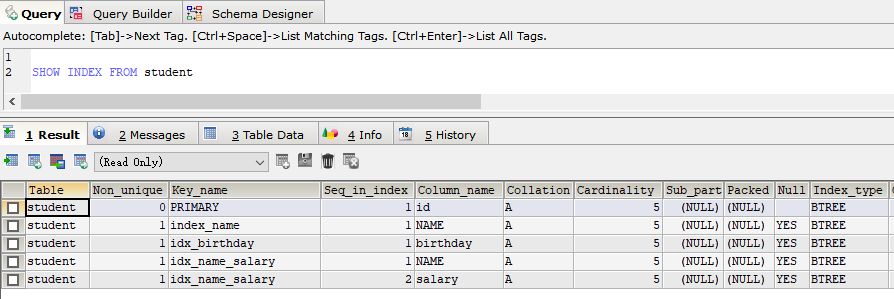 Query Query Builder Schema Designer
Autocomplete: [Tab]->Next Tag. [Ctrl+Space]->List Matching Tags. [Ctrl+Enter]->List All Tags.
1
2 SHOW INDEX FROM student
1 Result 2 Messages 3 Table Data 4 Info 5 History
(Read Only)
Table Non_unique Key_name Seq_in_index Column_name Collation Cardinality Sub_part Packed Null Index_type
student 0 PRIMARY 1 id A 5 (NULL) (NULL) BTREE
student 1 index_name 1 NAME A 5 (NULL) (NULL) YES BTREE
student 1 idx_birthday 1 birthday A 5 (NULL) (NULL) YES BTREE
student 1 idx_name_salary 1 NAME A 5 (NULL) (NULL) YES BTREE
student 1 idx_name_salary 2 salary A 5 (NULL) (NULL) YES BTREE